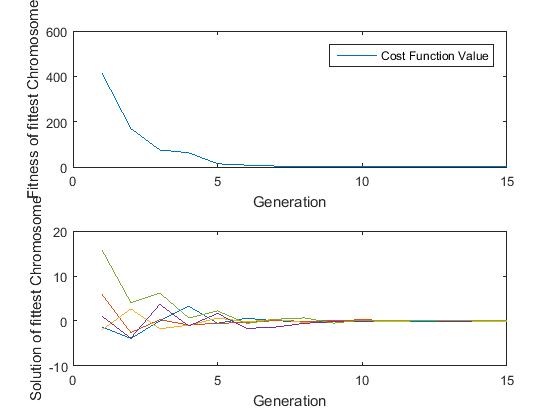 600
400
200
0
Fitness of fittest Chromosome
Cost Function Value
0 5 10 15
Generation
20
10
0
-10
Solution of fittest Chromosome
0 5 10 15
Generation